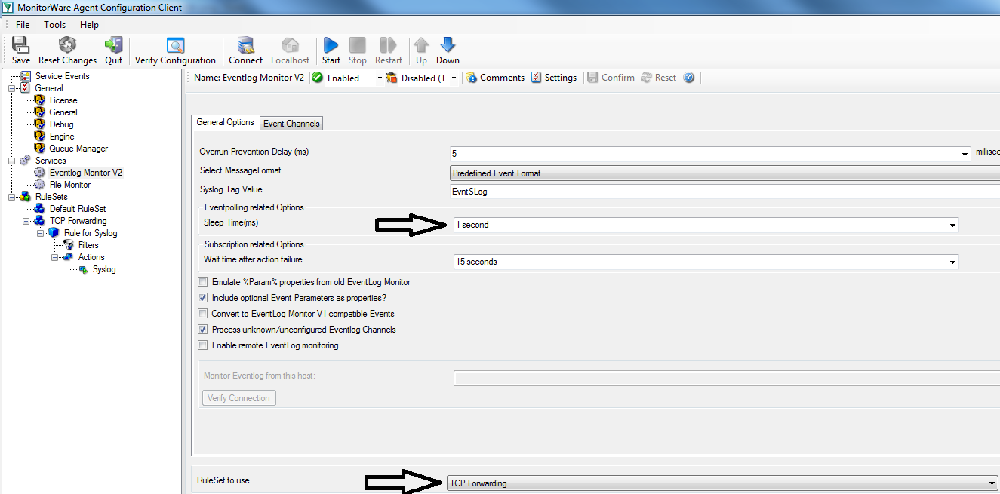 MonitorWare Agent Configuration Client
File Tools Help
Save Reset Changes Quit Verify Configuration Connect Localhost Start Stop Restart Up Down
Service Events
General
License
General
Debug
Engine
Queue Manager
Services
Eventlog Monitor V2
File Monitor
RuleSets
Default RuleSet
TCP Forwarding
Rule for Syslog
Filters
Actions
Syslog
Name: Eventlog Monitor V2 Enabled Disabled (T Comments Settings Confirm Reset
General Options Event Channels
Overrun Prevention Delay (ms) 5 millisec
Select MessageFormat Predefined Event Format
Syslog Tag Value EvntSLog
Eventpolling related Options
Sleep Time(ms) 1 second
Subscription related Options
Wait time after action failure 15 seconds
Emulate %Param% properties from old EventLog Monitor
Include optional Event Parameters as properties?
Convert to EventLog Monitor V1 compatible Events
Process unknown/unconfigured Eventlog Channels
Enable remote EventLog monitoring
Monitor Eventlog from this host:
Verify Connection
RuleSet to use TCP Forwarding